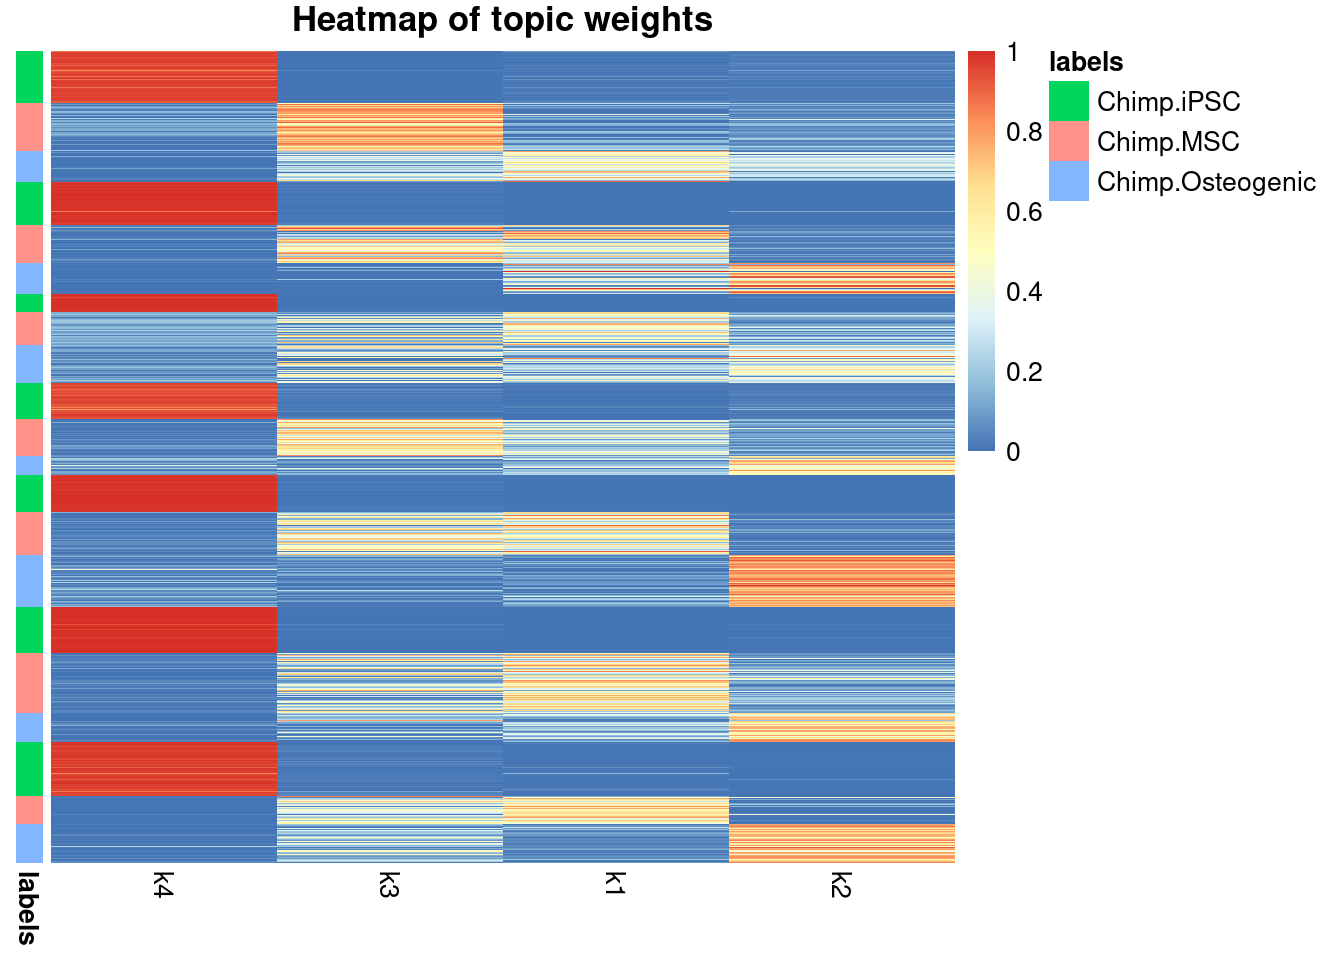 Heatmap of topic weights
1
0.8
0.6
0.4
0.2
0
labels
Chimp.iPSC
Chimp.MSC
Chimp.Osteogenic
labels
k4
k3
k1
k2